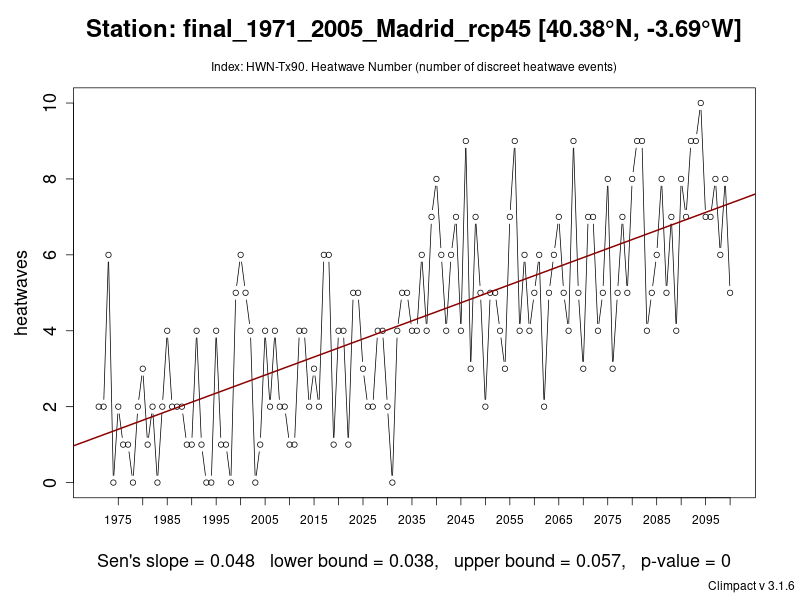 Station: final_1971_2005_Madrid_rcp45 [40.38°N, -3.69°W]
Index: HWN-Tx90. Heatwave Number (number of discreet heatwave events)
heatwaves
10
8
6
4
2
0
1975 1985 1995 2005 2015 2025 2035 2045 2055 2065 2075 2085 2095
Sen's slope = 0.048 lower bound = 0.038, upper bound = 0.057, p-value = 0
Climpact v 3.1.6